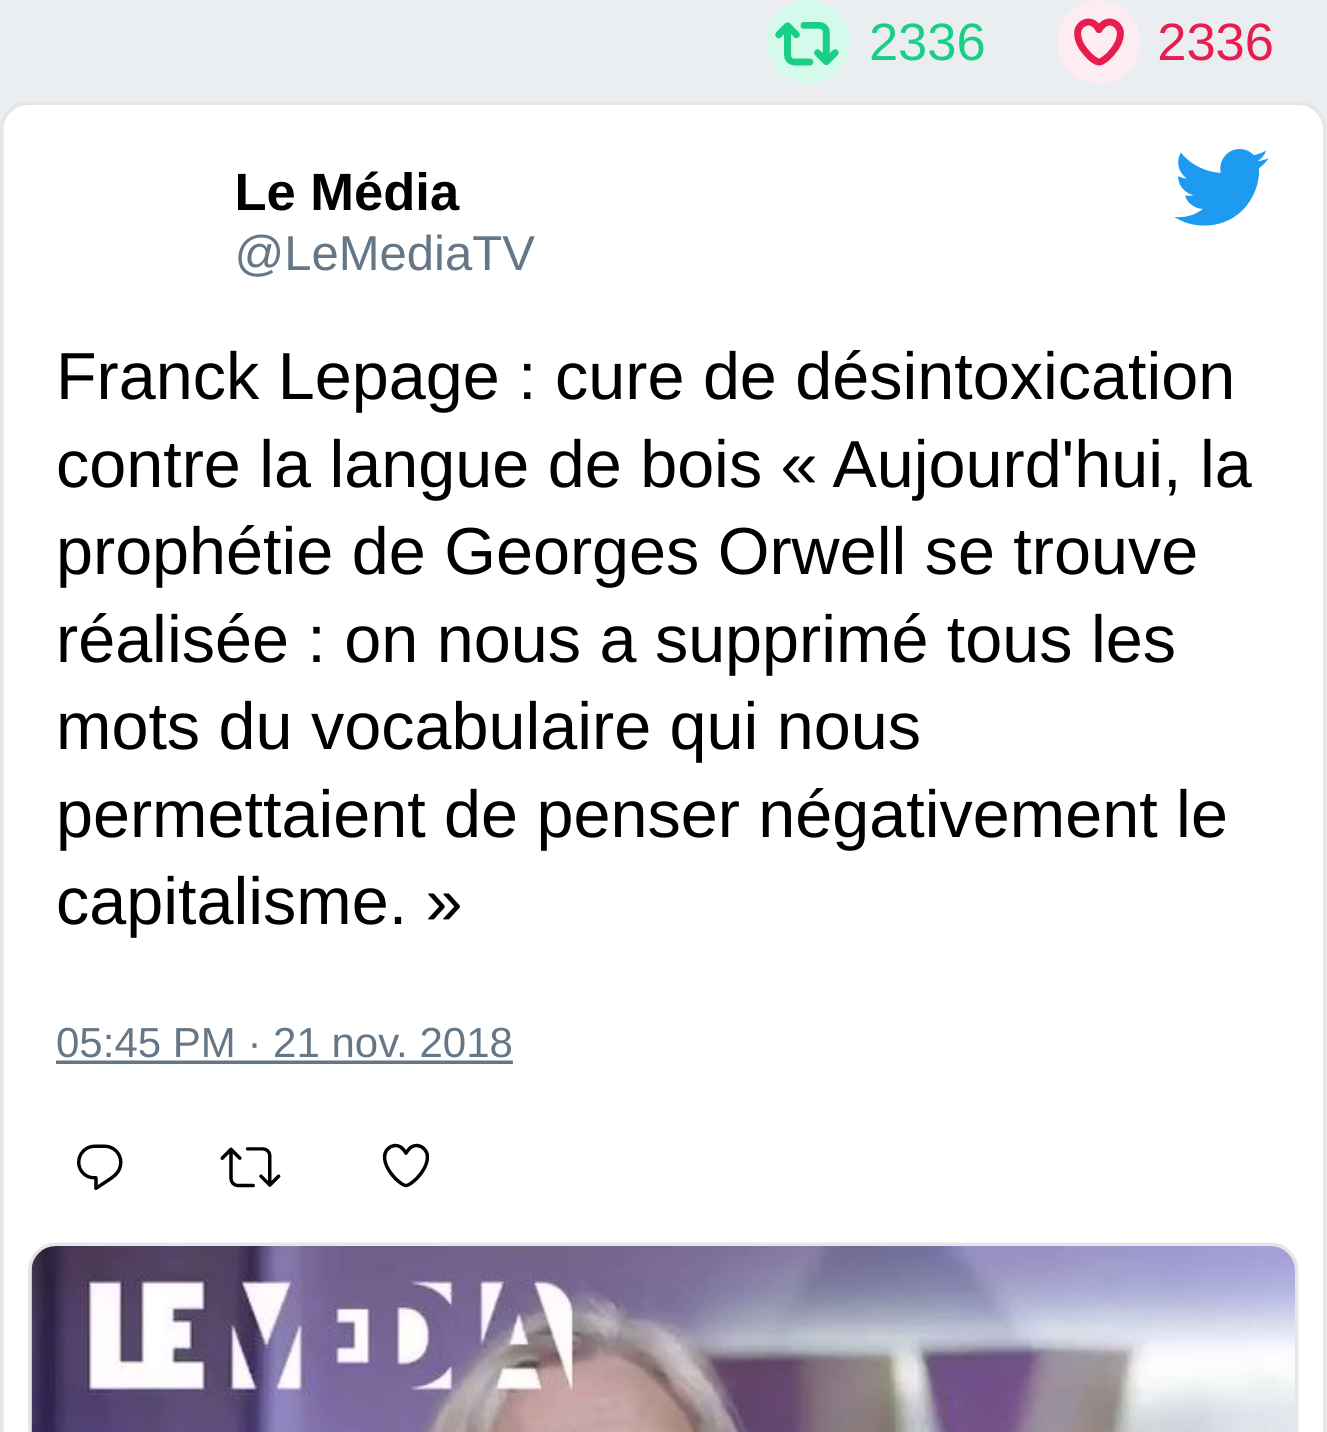 2336 2336
Le Média
@LeMediaTV
Franck Lepage : cure de désintoxication
contre la langue de bois « Aujourd'hui, la
prophétie de Georges Orwell se trouve
réalisée : on nous a supprimé tous les
mots du vocabulaire qui nous
permettaient de penser négativement le
capitalisme. »
05:45 PM · 21 nov. 2018
LE MEDIA